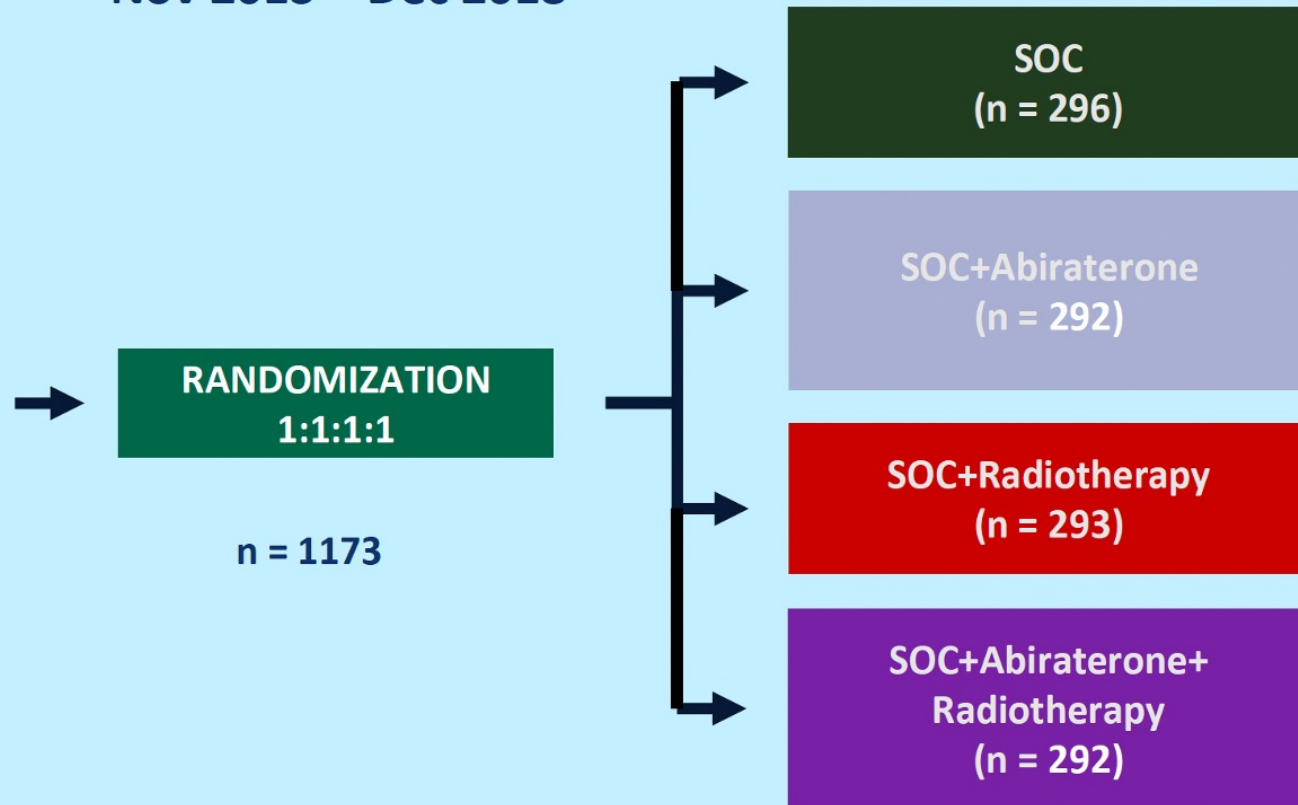 SOC
(n = 296)
SOC+Abiraterone
(n = 292)
RANDOMIZATION
1:1:1:1
n = 1173
SOC+Radiotherapy
(n = 293)
SOC+Abiraterone+
Radiotherapy
(n = 292)